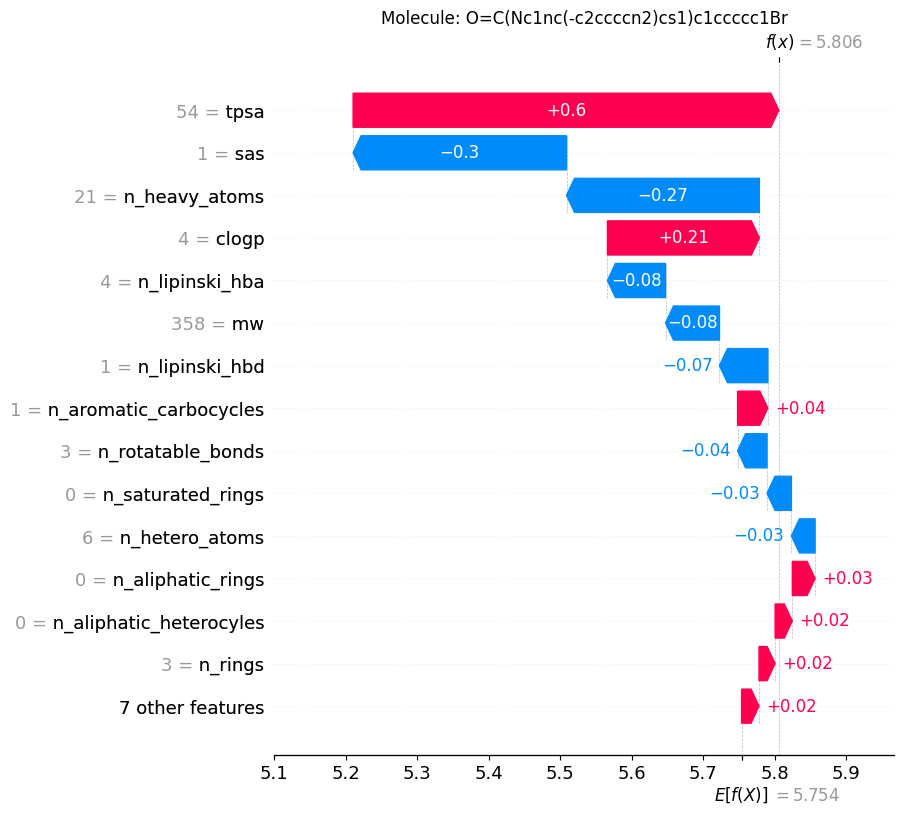 Molecule: O=C(Nc1nc(-c2ccccn2)cs1)c1ccccc1Br
f(x) = 5.806
54 = tpsa +0.6
1 = sas −0.3
21 = n_heavy_atoms −0.27
4 = clogp +0.21
4 = n_lipinski_hba −0.08
358 = mw −0.08
1 = n_lipinski_hbd −0.07
1 = n_aromatic_carbocycles +0.04
3 = n_rotatable_bonds −0.04
0 = n_saturated_rings −0.03
6 = n_hetero_atoms −0.03
0 = n_aliphatic_rings +0.03
0 = n_aliphatic_heterocyles +0.02
3 = n_rings +0.02
7 other features +0.02
5.1 5.2 5.3 5.4 5.5 5.6 5.7 5.8 5.9
E[f(X)] = 5.754